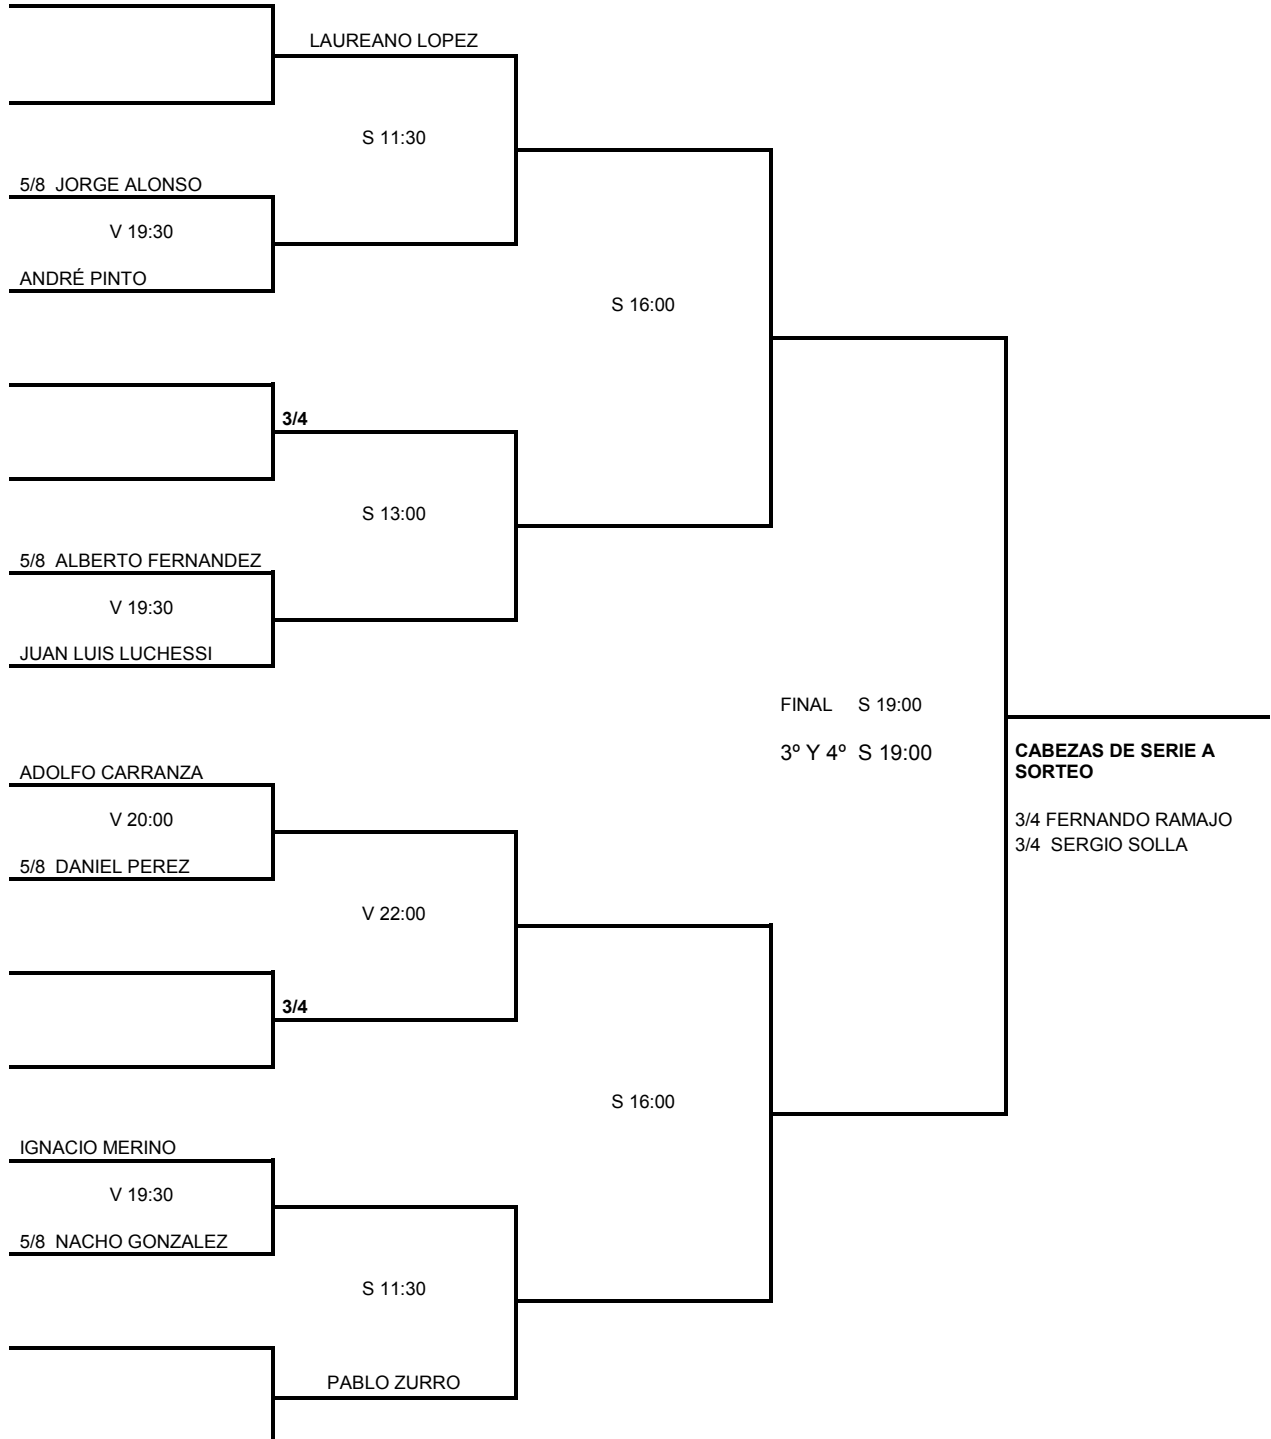 LAUREANO LOPEZ
S 11:30
5/8  JORGE ALONSO
V 19:30
ANDRÉ PINTO
S 16:00
3/4
S 13:00
5/8  ALBERTO FERNANDEZ
V 19:30
JUAN LUIS LUCHESSI
FINAL  S 19:00
3º Y 4º  S 19:00
CABEZAS DE SERIE A
SORTEO
3/4 FERNANDO RAMAJO
3/4  SERGIO SOLLA
ADOLFO CARRANZA
V 20:00
5/8  DANIEL PEREZ
V 22:00
3/4
S 16:00
IGNACIO MERINO
V 19:30
5/8  NACHO GONZALEZ
S 11:30
PABLO ZURRO